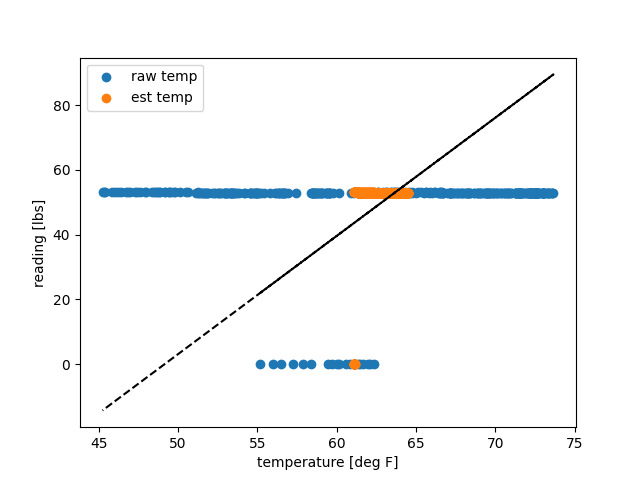 raw temp
est temp
reading [lbs]
80
60
40
20
0
45 50 55 60 65 70 75
temperature [deg F]